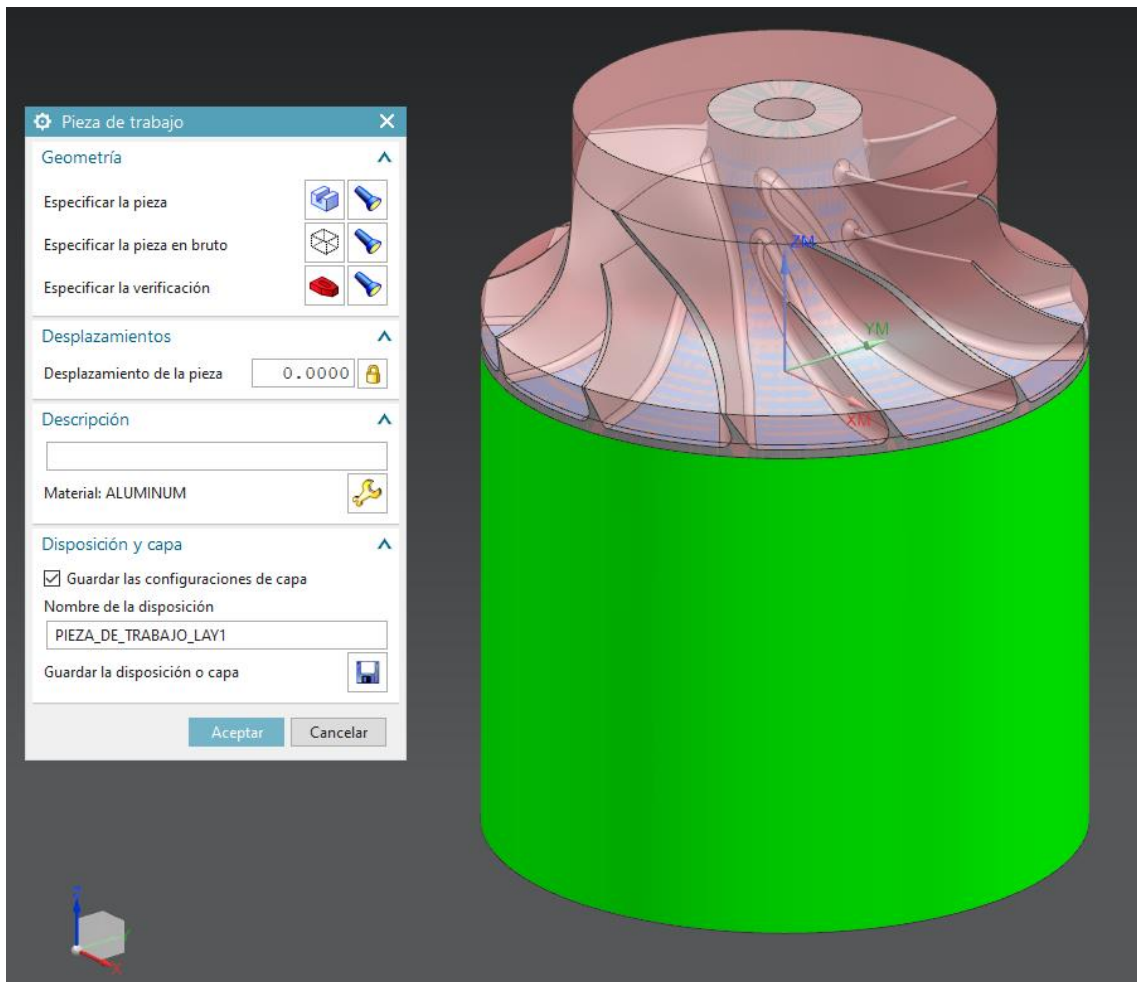 Pieza de trabajo
Geometría
Especificar la pieza
Especificar la pieza en bruto
Especificar la verificación
Desplazamientos
Desplazamiento de la pieza 0.0000
Descripción
Material: ALUMINUM
Disposición y capa
Guardar las configuraciones de capa
Nombre de la disposición
PIEZA_DE_TRABAJO_LAY1
Guardar la disposición o capa
Aceptar Cancelar
ZM
YM
XM
Z
Y
X